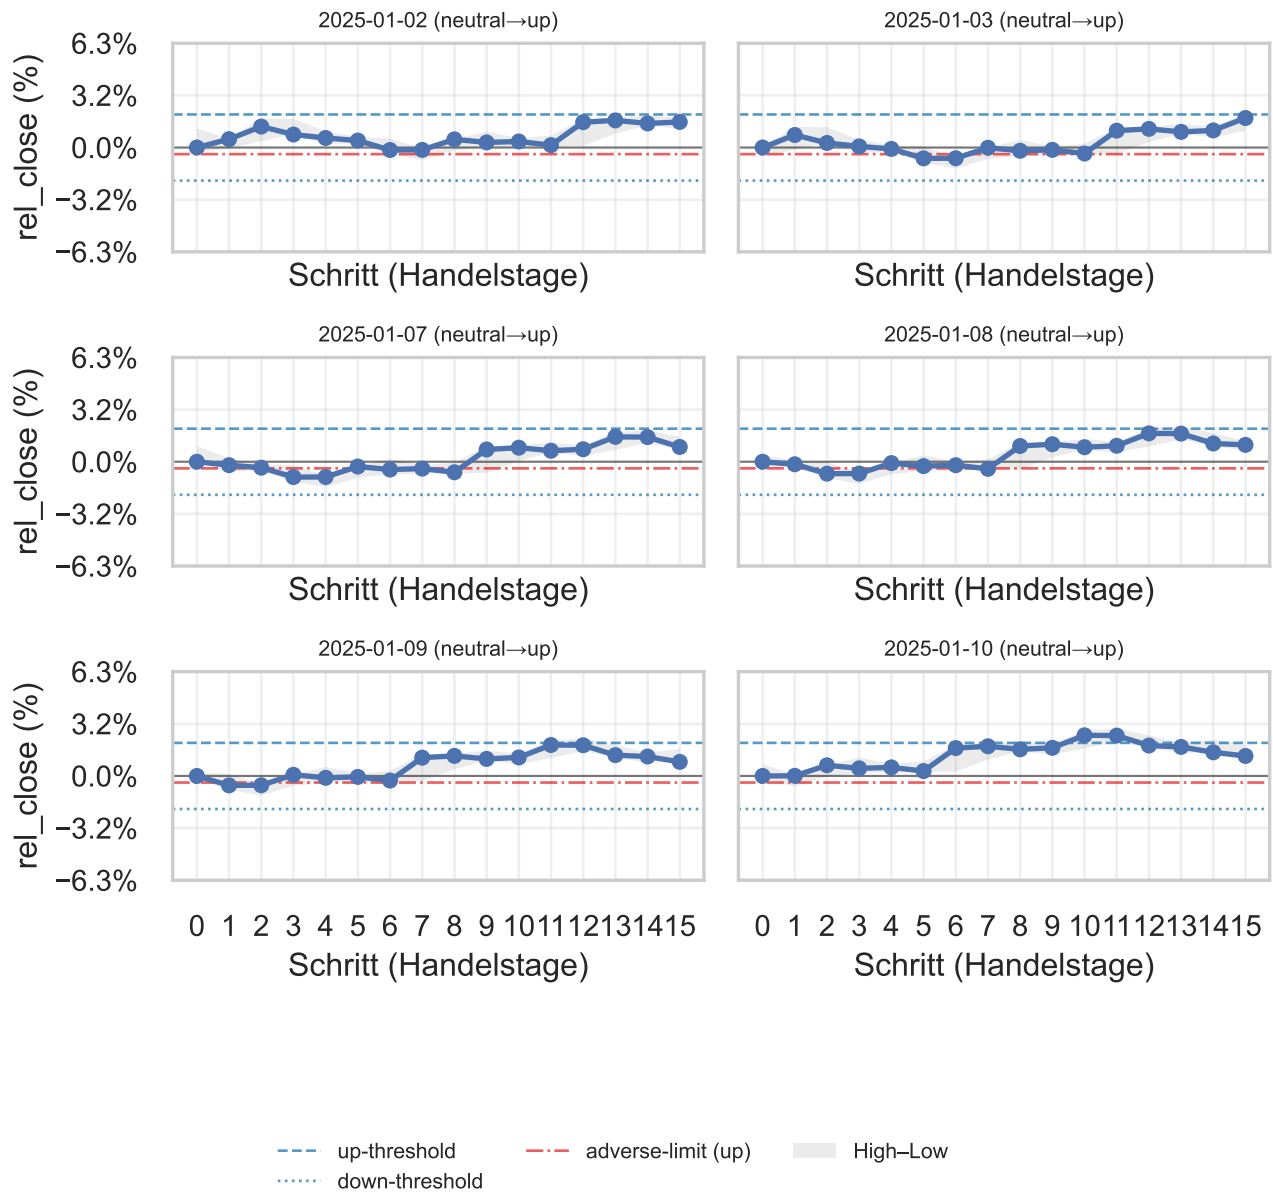 2025-01-02 (neutral→up)
2025-01-03 (neutral→up)
6.3%
3.2%
0.0%
−3.2%
−6.3%
rel_close (%)
Schritt (Handelstage)
Schritt (Handelstage)
2025-01-07 (neutral→up)
2025-01-08 (neutral→up)
6.3%
3.2%
0.0%
−3.2%
−6.3%
rel_close (%)
Schritt (Handelstage)
Schritt (Handelstage)
2025-01-09 (neutral→up)
2025-01-10 (neutral→up)
6.3%
3.2%
0.0%
−3.2%
−6.3%
rel_close (%)
0 1 2 3 4 5 6 7 8 9 10 11 12 13 14 15
0 1 2 3 4 5 6 7 8 9 10 11 12 13 14 15
Schritt (Handelstage)
Schritt (Handelstage)
up-threshold
adverse-limit (up)
High–Low
down-threshold